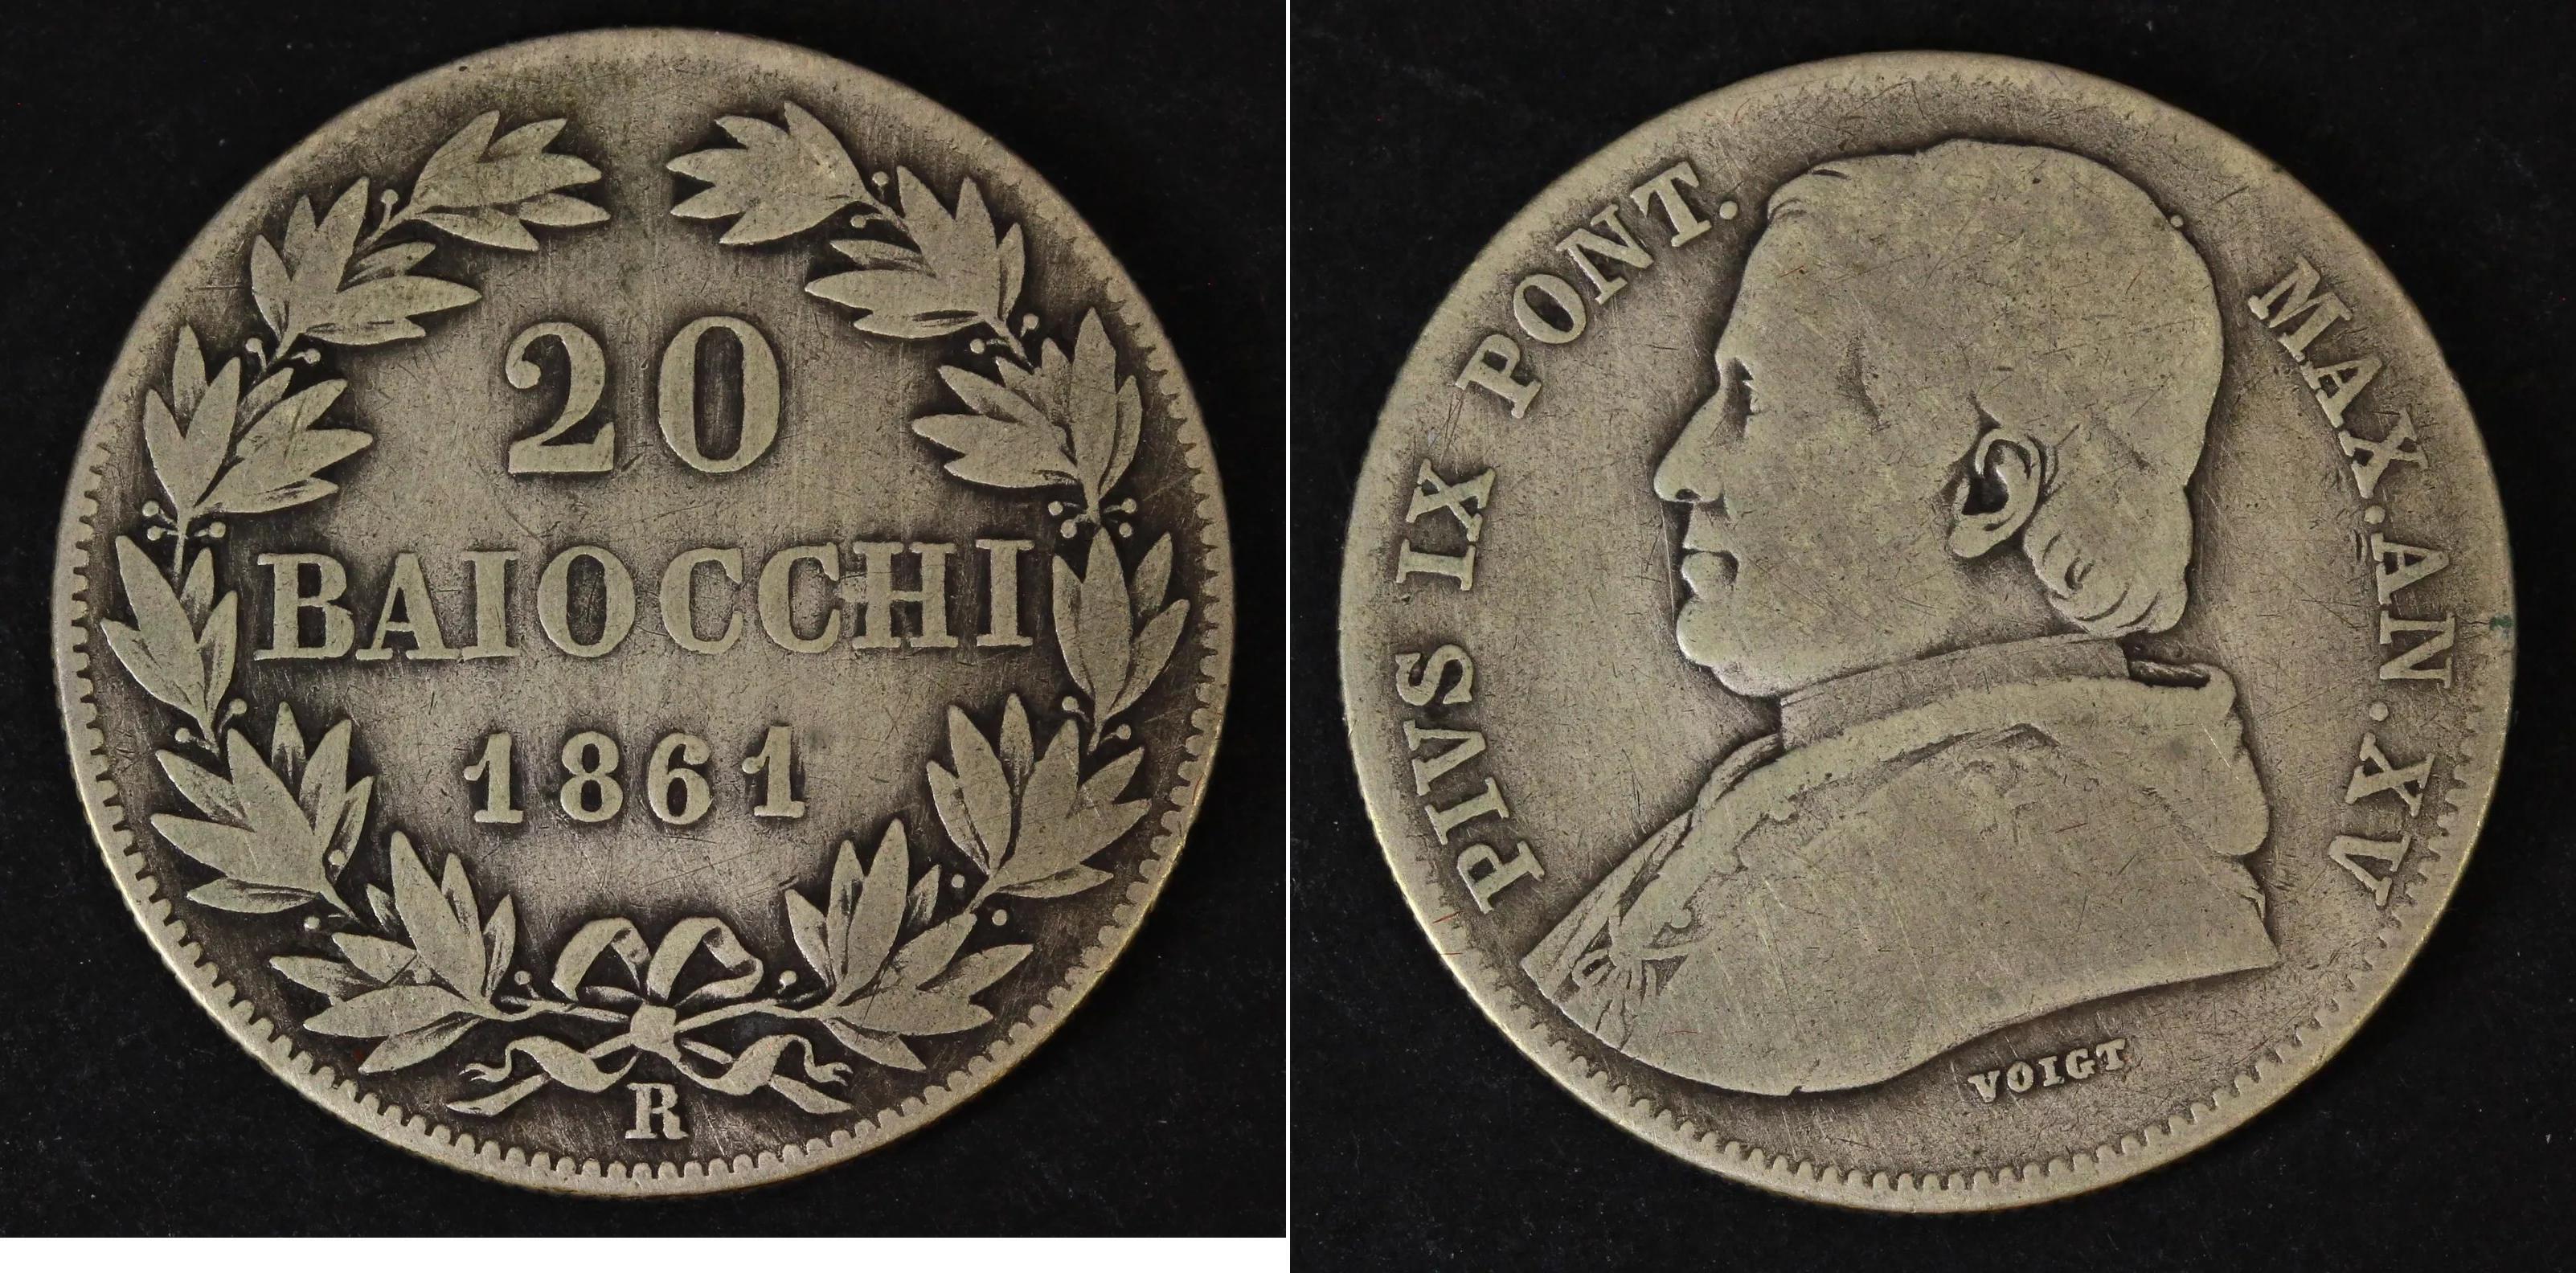 20
BAIOCCHI
1861
R
PIVS IX PONT. MAX. AN. XV
VOIGT